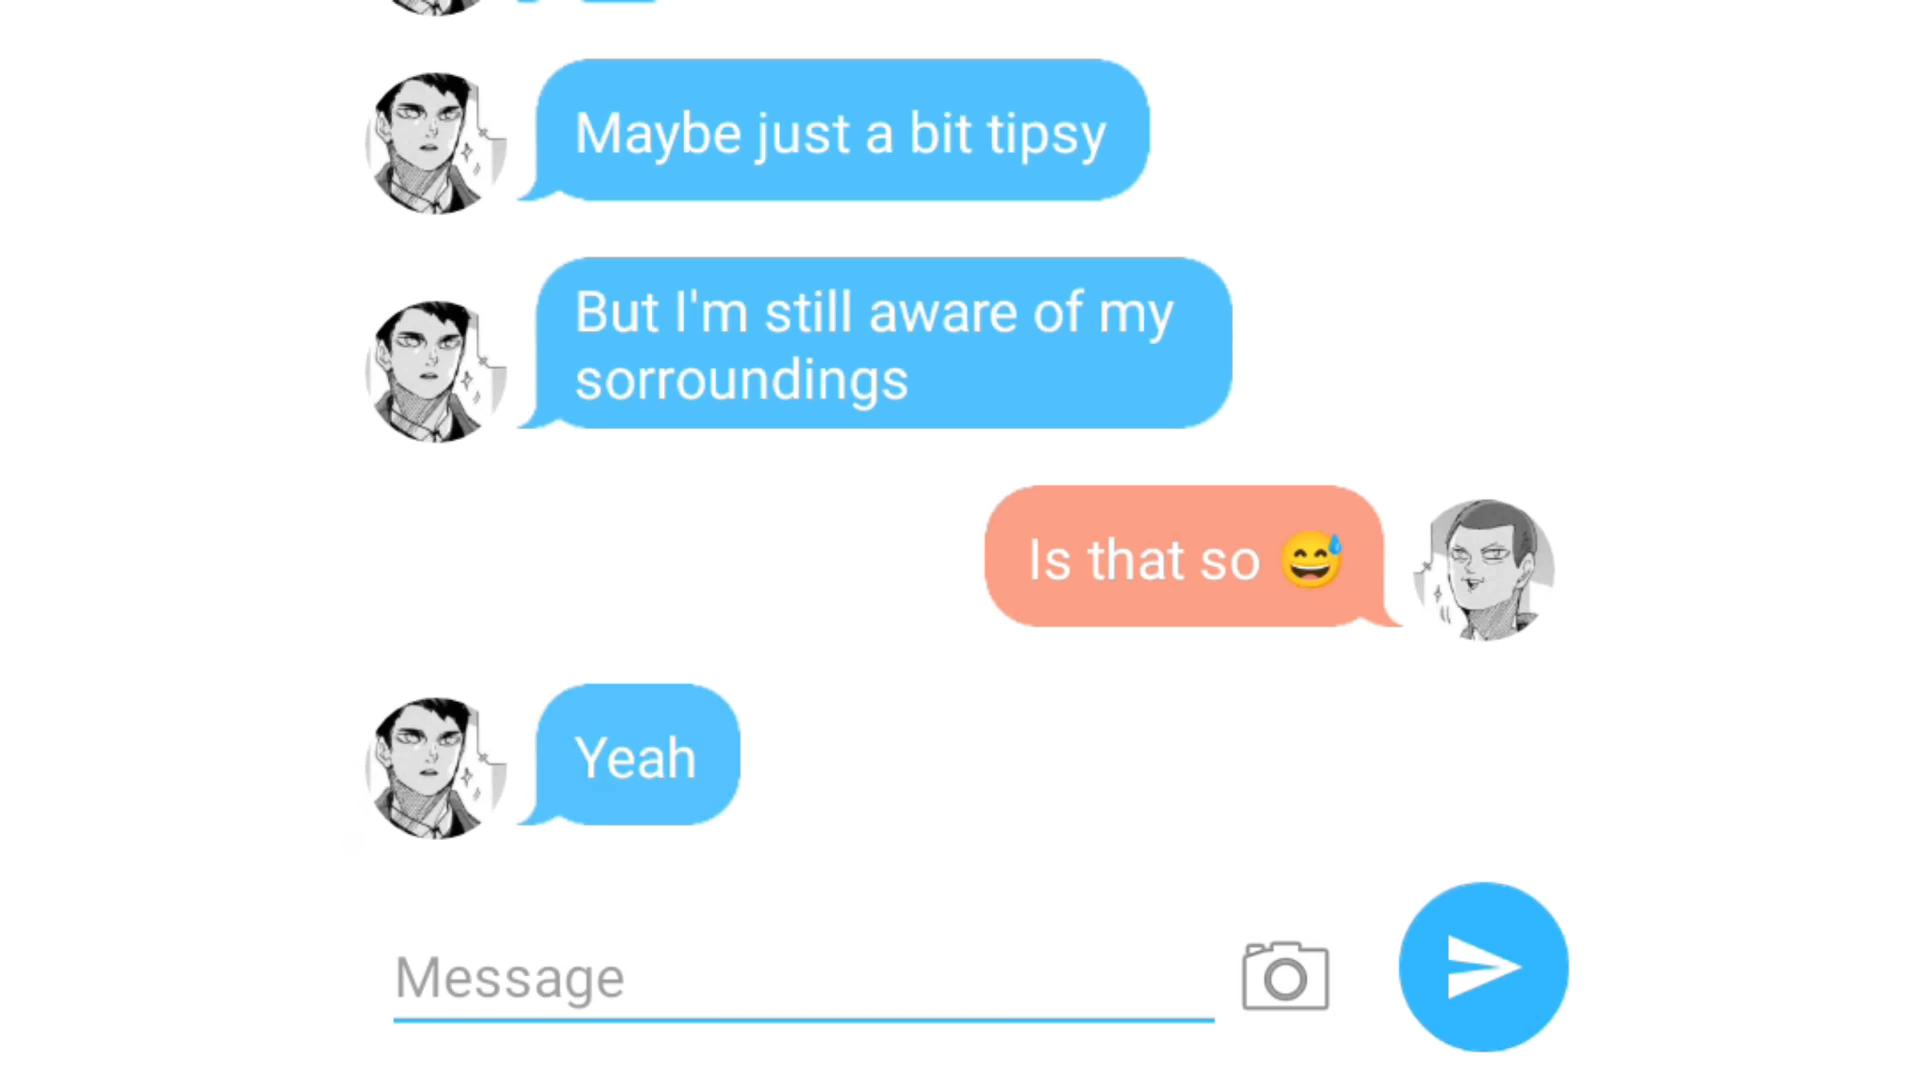 Maybe just a bit tipsy
But I'm still aware of my
sorroundings
Is that so 😅
Yeah
Message